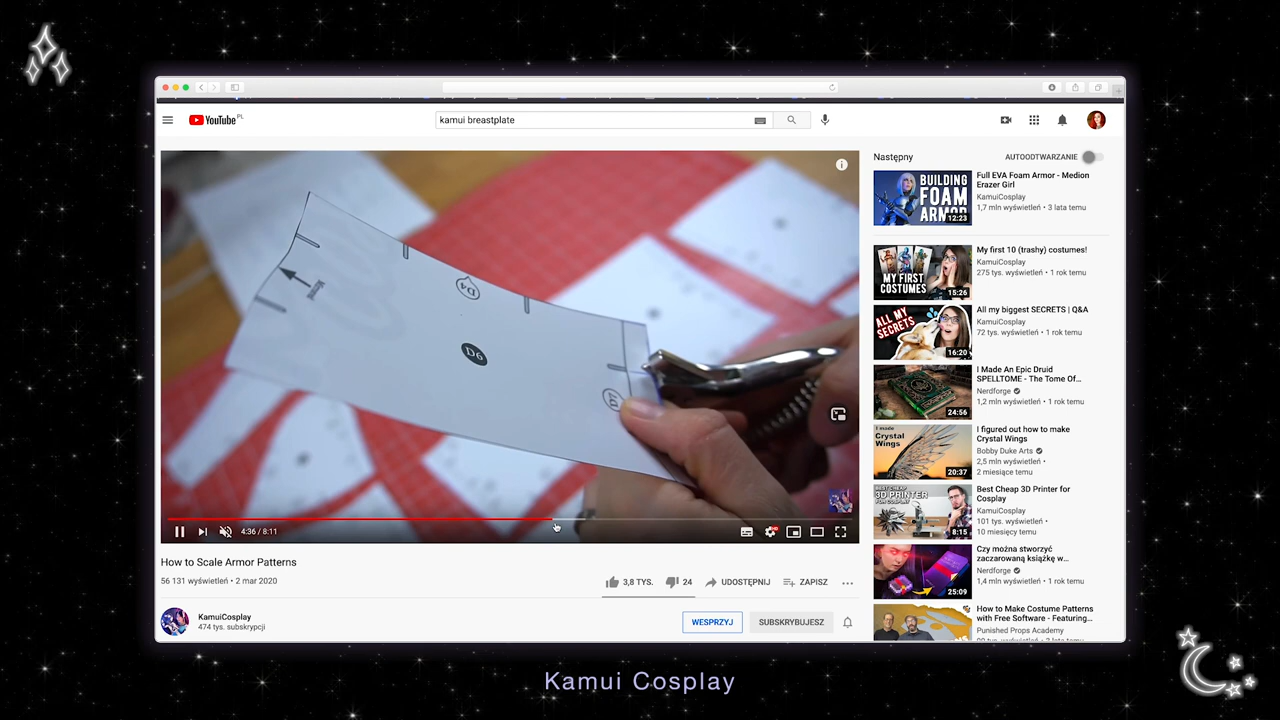 YouTube PL
kamui breastplate
D4
D6
D7
4:36 / 8:11
How to Scale Armor Patterns
56 131 wyświetleń • 2 mar 2020
3,8 TYS.
24
UDOSTĘPNIJ
ZAPISZ
KamuiCosplay
474 tys. subskrypcji
WESPRZYJ
SUBSKRYBUJESZ
Następny
AUTOODTWARZANIE
BUILDING
FOAM
ARMOR
12:23
Full EVA Foam Armor - Medion
Erazer Girl
KamuiCosplay
1,7 mln wyświetleń • 3 lata temu
MY FIRST
COSTUMES
15:26
My first 10 (trashy) costumes!
KamuiCosplay
275 tys. wyświetleń • 1 rok temu
ALL MY
SECRETS
16:20
All my biggest SECRETS | Q&A
KamuiCosplay
72 tys. wyświetleń • 1 rok temu
24:56
I Made An Epic Druid
SPELLTOME - The Tome Of...
Nerdforge
1,2 mln wyświetleń • 1 rok temu
I made
Crystal
Wings
20:37
I figured out how to make
Crystal Wings
Bobby Duke Arts
2,5 mln wyświetleń •
2 miesiące temu
BEST CHEAP
3D PRINTER
FOR COSPLAY
8:15
Best Cheap 3D Printer for
Cosplay
KamuiCosplay
101 tys. wyświetleń •
10 miesięcy temu
25:09
Czy można stworzyć
zaczarowaną książkę w...
Nerdforge
1,4 mln wyświetleń • 1 rok temu
How to Make Costume Patterns
with Free Software - Featuring...
Punished Props Academy
Kamui Cosplay